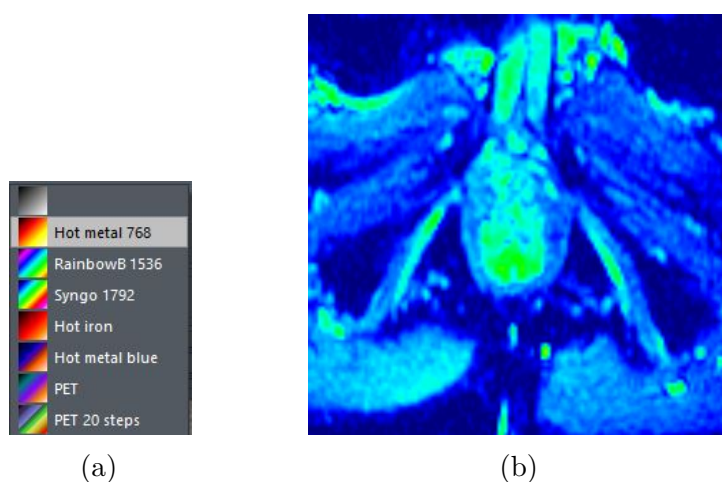 Hot metal 768
RainbowB 1536
Syngo 1792
Hot iron
Hot metal blue
PET
PET 20 steps
(a)
(b)